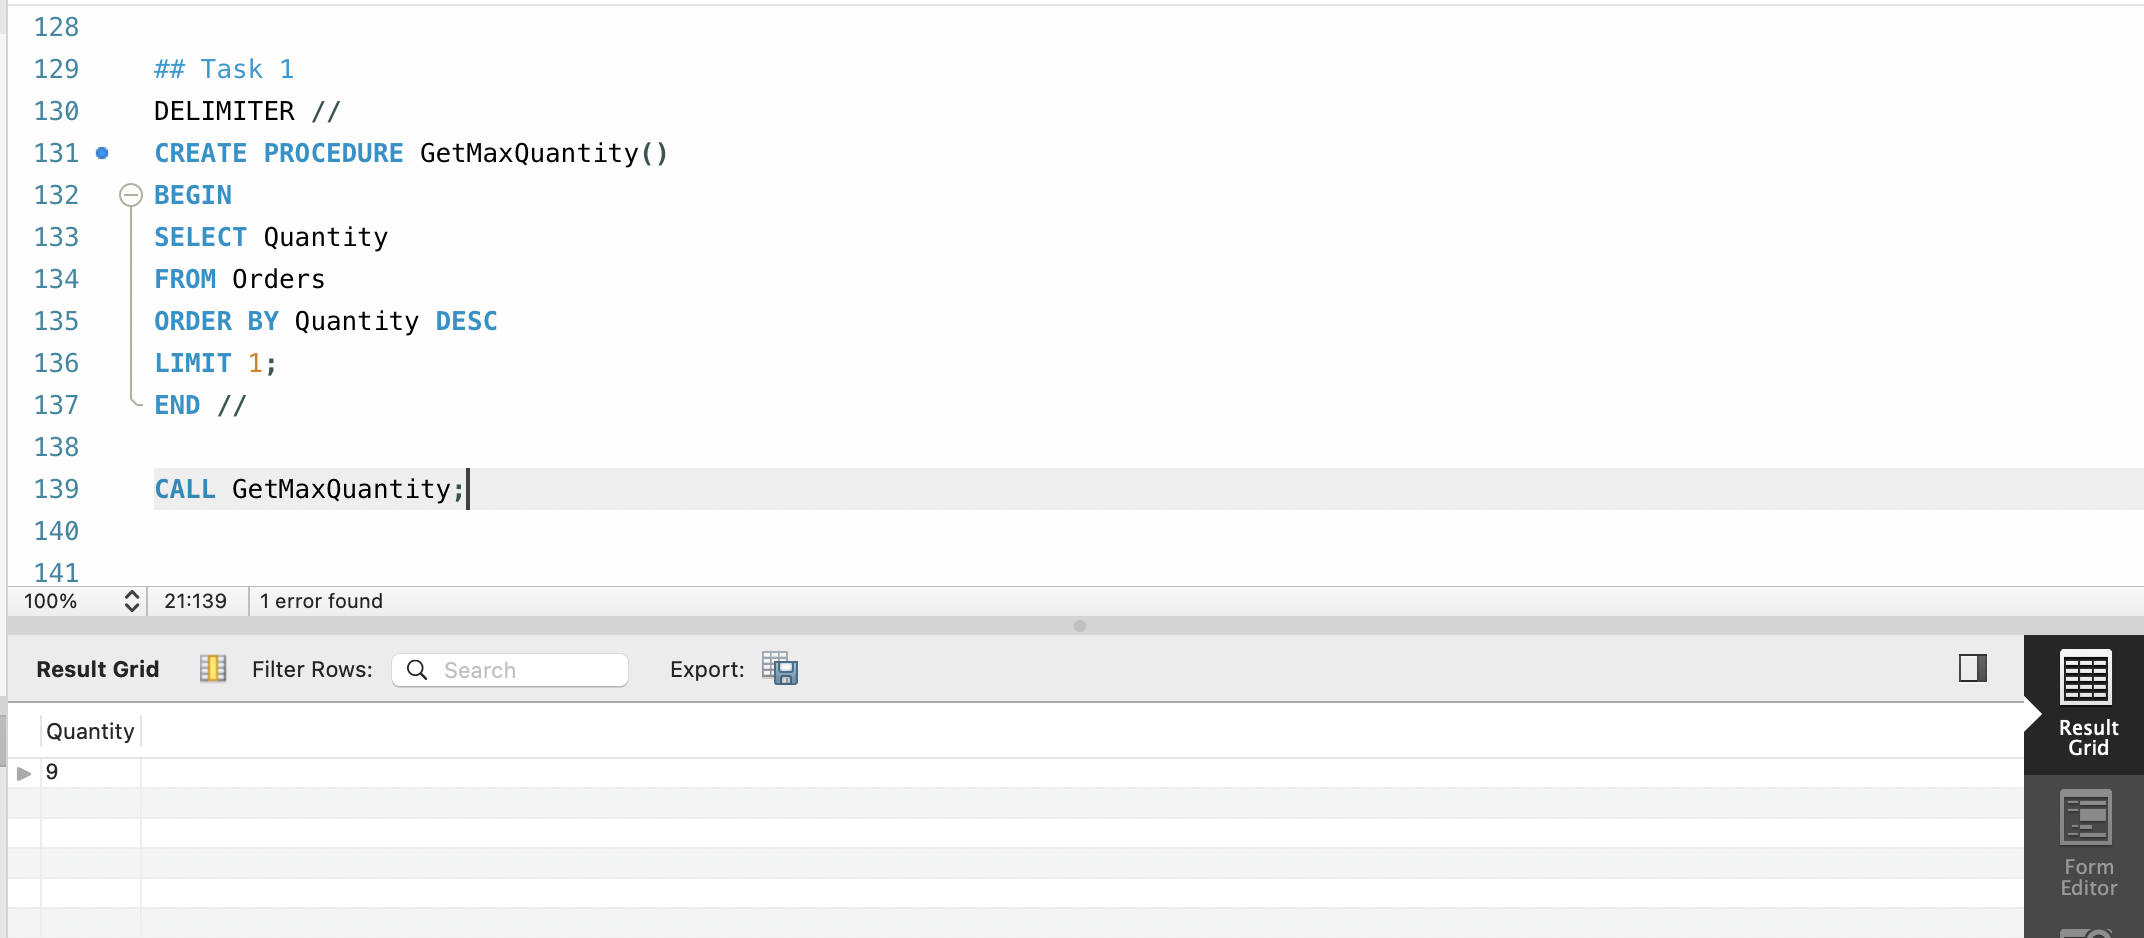 128
129 ## Task 1
130 DELIMITER //
131 CREATE PROCEDURE GetMaxQuantity()
132 BEGIN
133 SELECT Quantity
134 FROM Orders
135 ORDER BY Quantity DESC
136 LIMIT 1;
137 END //
138
139 CALL GetMaxQuantity;
140
141
100% 21:139 1 error found
Result Grid Filter Rows: Search Export:
Result
Grid
Quantity
9
Form
Editor